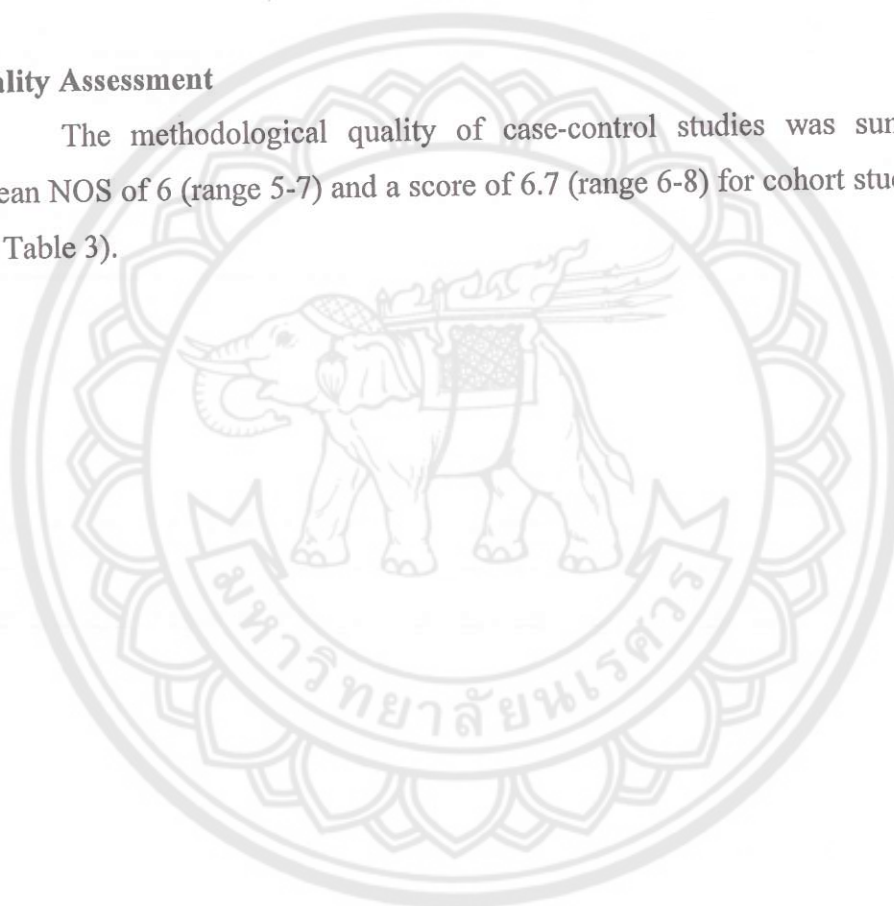 ality Assessment
The methodological quality of case-control studies was sur
ean NOS of 6 (range 5-7) and a score of 6.7 (range 6-8) for cohort stu
Table 3).
มหาวิทยาลัยนเรศวร